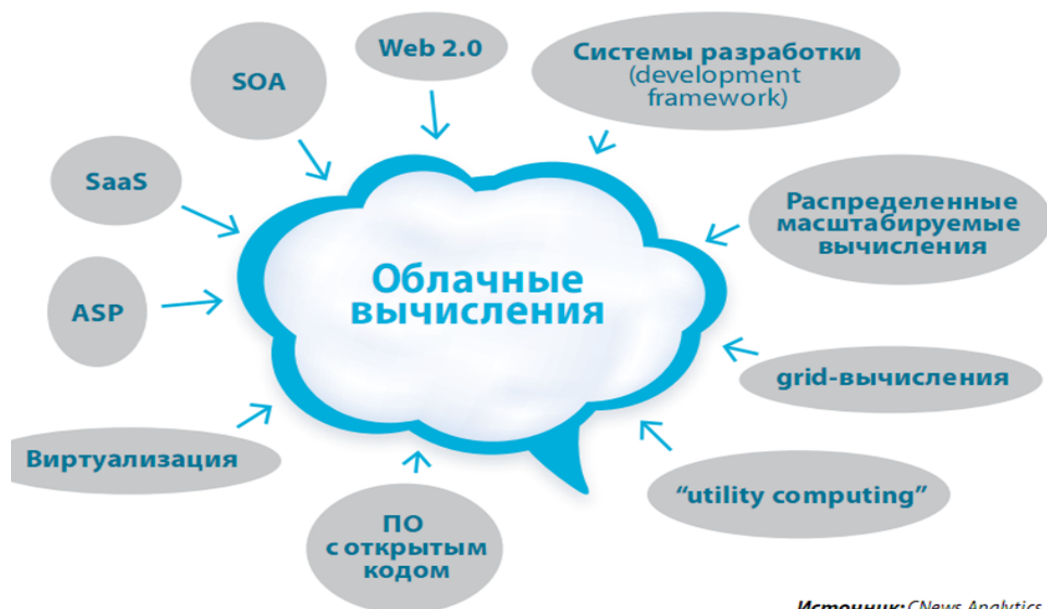 Web 2.0
Системы разработки
(development
framework)
SOA
SaaS
Распределенные
масштабируемые
вычисления
Облачные
вычисления
ASP
grid-вычисления
Виртуализация
“utility computing”
ПО
с открытым
кодом
Источник: CNews Analytics